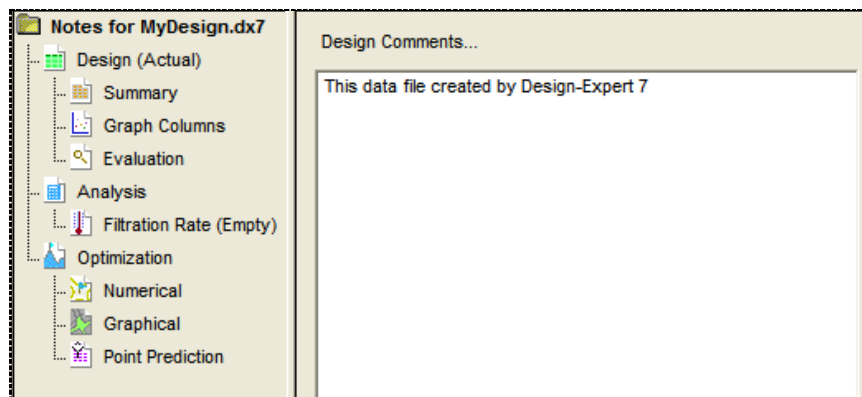 Notes for MyDesign.dx7
Design (Actual)
Summary
Graph Columns
Evaluation
Analysis
Filtration Rate (Empty)
Optimization
Numerical
Graphical
Point Prediction
Design Comments...
This data file created by Design-Expert 7